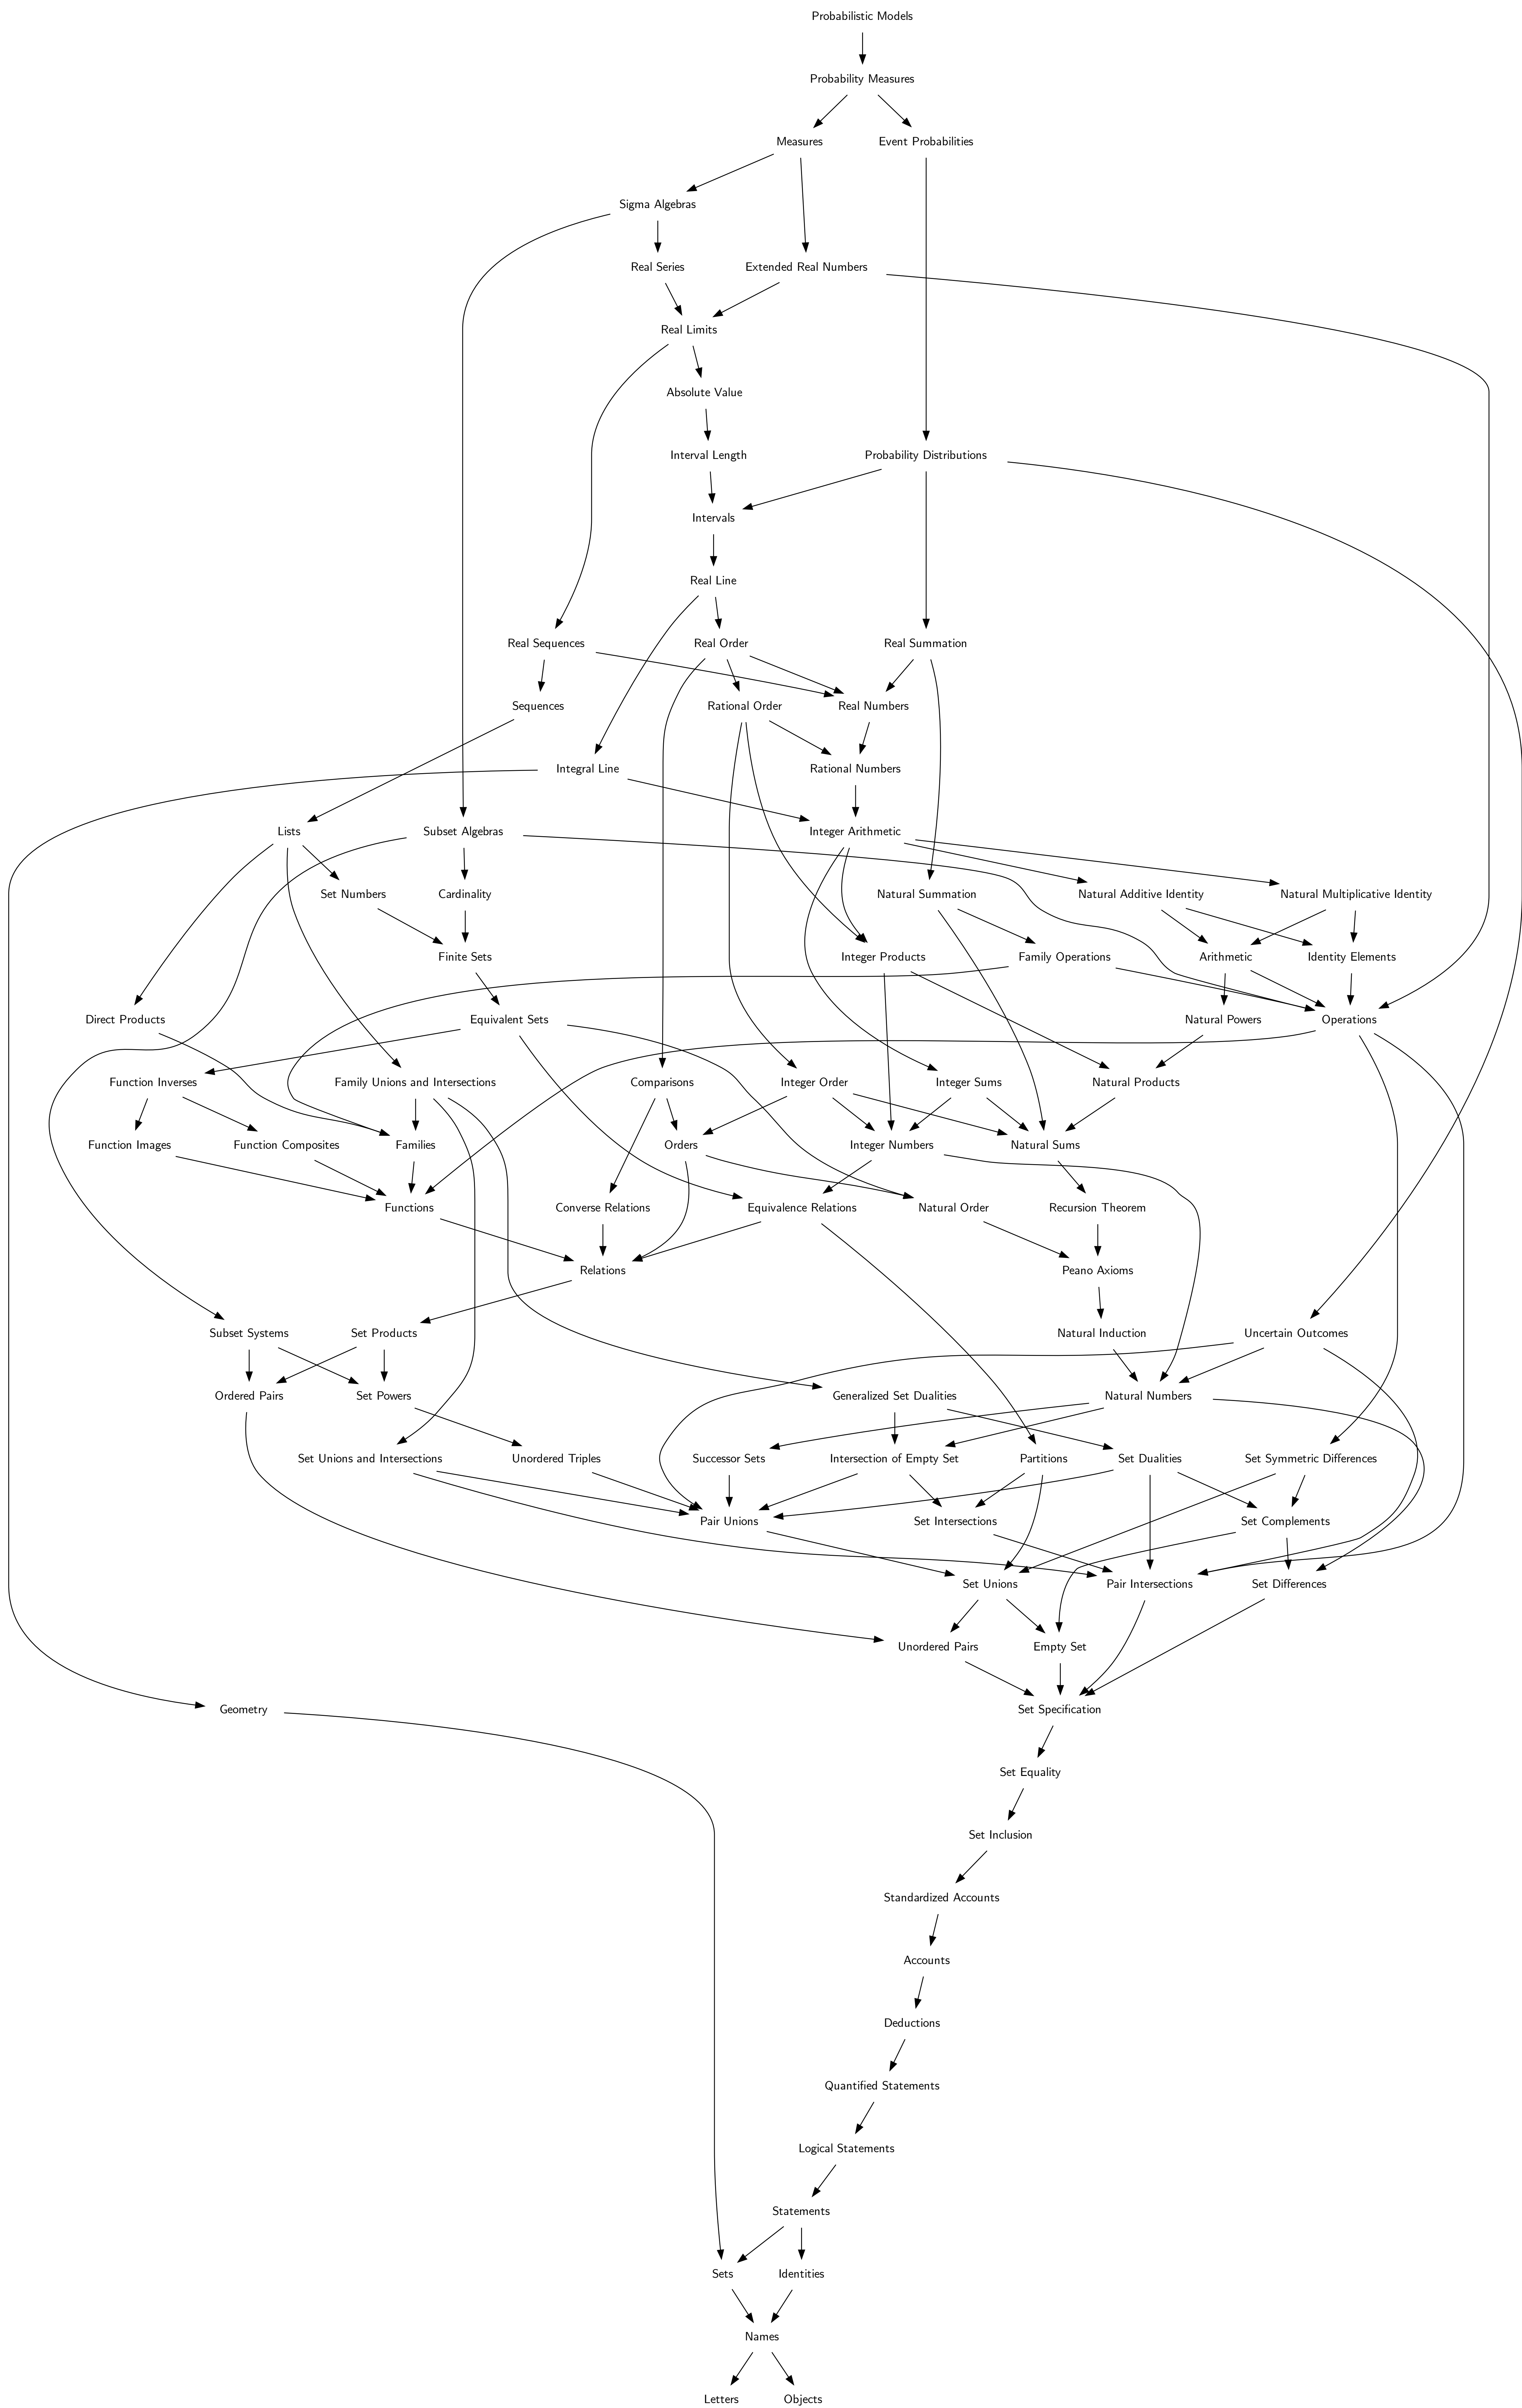 Probabilistic Models
Probability Measures
Measures
Event Probabilities
Sigma Algebras
Real Series
Extended Real Numbers
Real Limits
Absolute Value
Interval Length
Probability Distributions
Intervals
Real Line
Real Sequences
Real Order
Real Summation
Sequences
Rational Order
Real Numbers
Integral Line
Rational Numbers
Lists
Subset Algebras
Integer Arithmetic
Set Numbers
Cardinality
Natural Summation
Natural Additive Identity
Natural Multiplicative Identity
Finite Sets
Integer Products
Family Operations
Arithmetic
Identity Elements
Direct Products
Equivalent Sets
Natural Powers
Operations
Function Inverses
Family Unions and Intersections
Comparisons
Integer Order
Integer Sums
Natural Products
Function Images
Function Composites
Families
Orders
Integer Numbers
Natural Sums
Functions
Converse Relations
Equivalence Relations
Natural Order
Recursion Theorem
Relations
Peano Axioms
Subset Systems
Set Products
Natural Induction
Uncertain Outcomes
Ordered Pairs
Set Powers
Generalized Set Dualities
Natural Numbers
Set Unions and Intersections
Unordered Triples
Successor Sets
Intersection of Empty Set
Partitions
Set Dualities
Set Symmetric Differences
Pair Unions
Set Intersections
Set Complements
Set Unions
Pair Intersections
Set Differences
Unordered Pairs
Empty Set
Geometry
Set Specification
Set Equality
Set Inclusion
Standardized Accounts
Accounts
Deductions
Quantified Statements
Logical Statements
Statements
Sets
Identities
Names
Letters
Objects